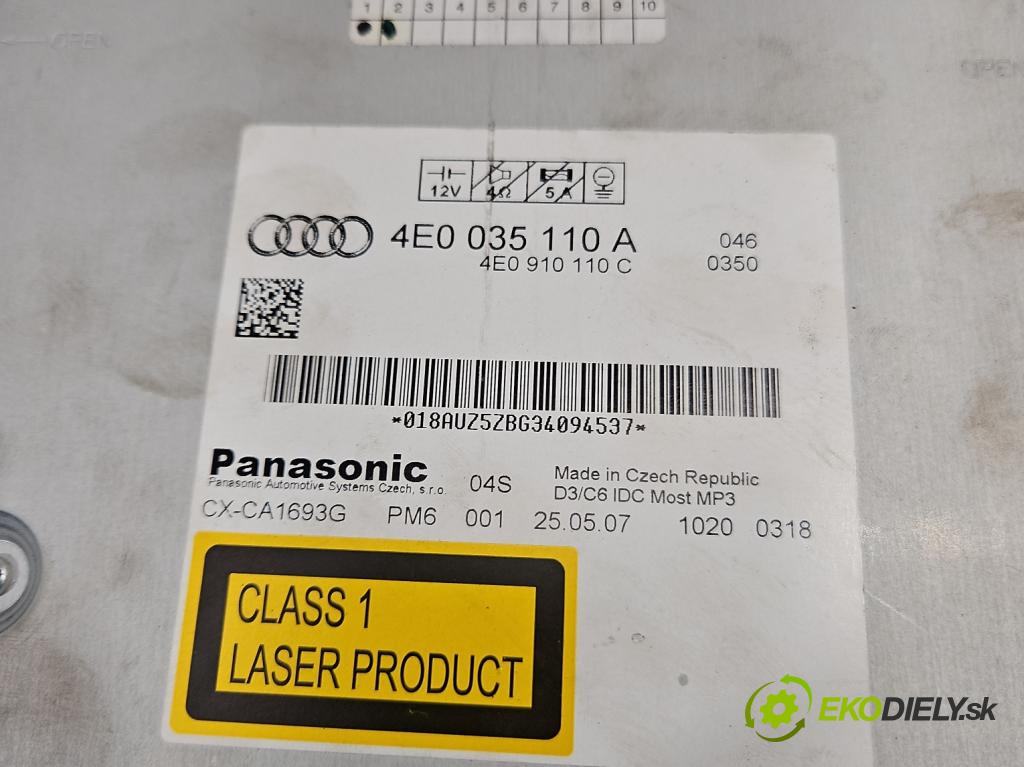 1 2 3 4 5 6 7 8 9 10
OPEN
OPEN
12V 4Ω 5 A
4E0 035 110 A 046
4E0 910 110 C 0350
*018AUZ5ZBG34094537*
Panasonic
Panasonic Automotive Systems Czech, s.r.o. 04S
Made in Czech Republic
D3/C6 IDC Most MP3
CX-CA1693G PM6 001 25.05.07 1020 0318
CLASS 1
LASER PRODUCT
EKODIELY.sk